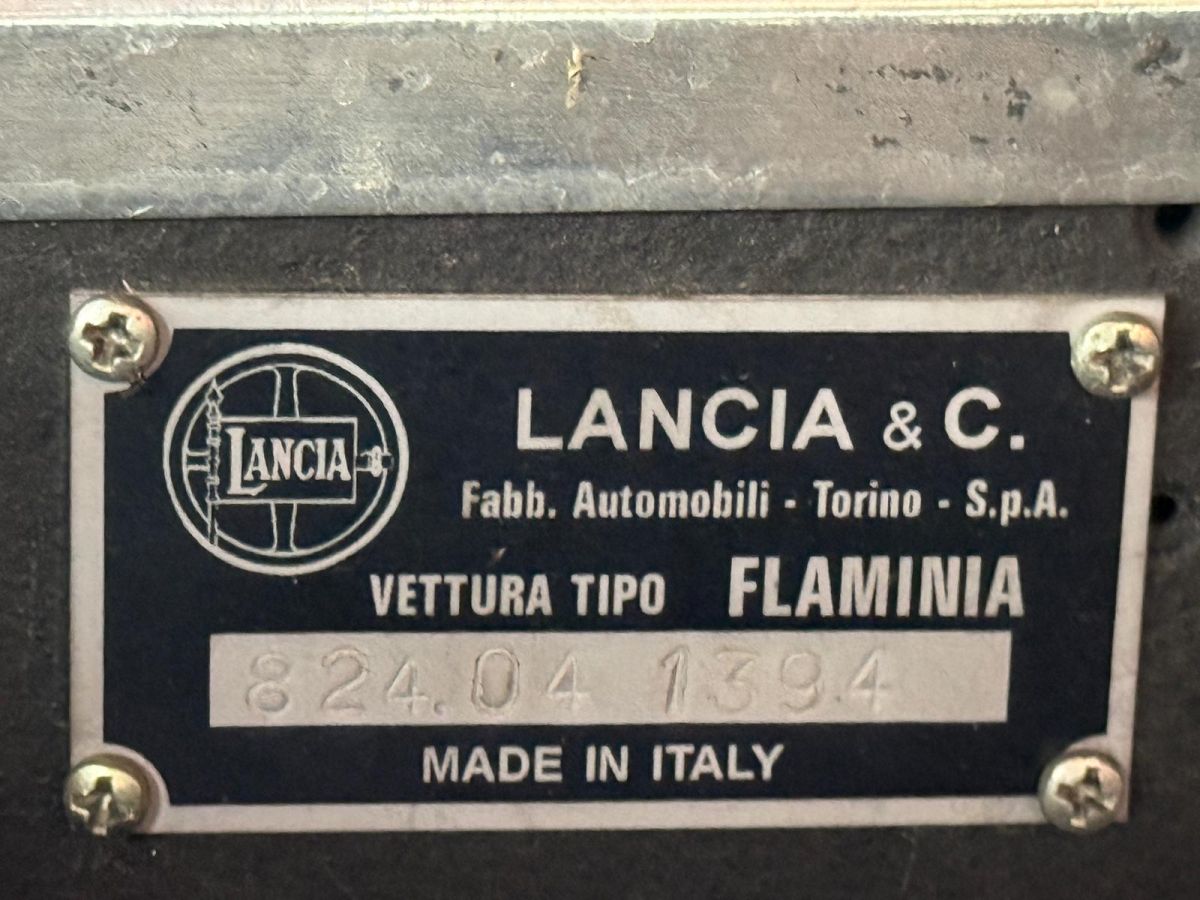 LANCIA
LANCIA & C.
Fabb. Automobili - Torino - S.p.A.
VETTURA TIPO FLAMINIA
824.04 1394
MADE IN ITALY